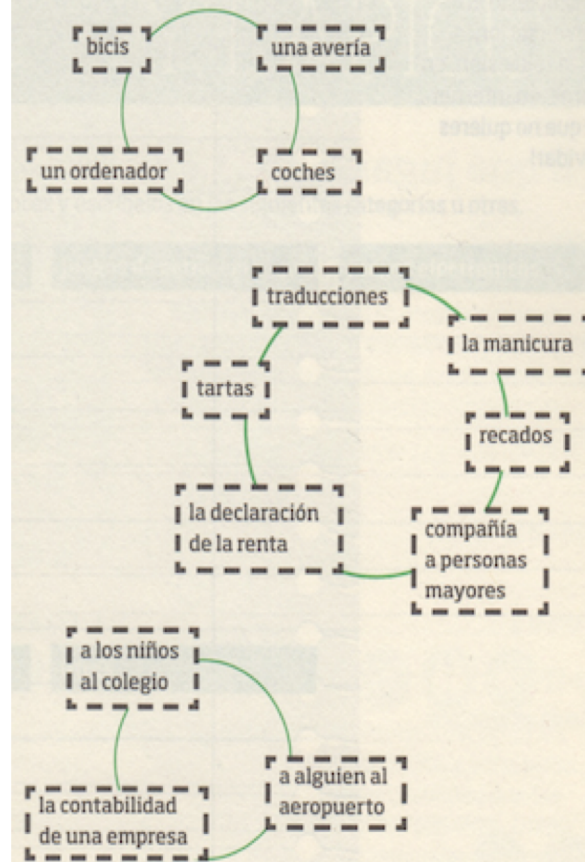 bicis
una avería
un ordenador
coches
traducciones
la manicura
tartas
recados
la declaración
de la renta
compañía
a personas
mayores
a los niños
al colegio
a alguien al
aeropuerto
la contabilidad
de una empresa